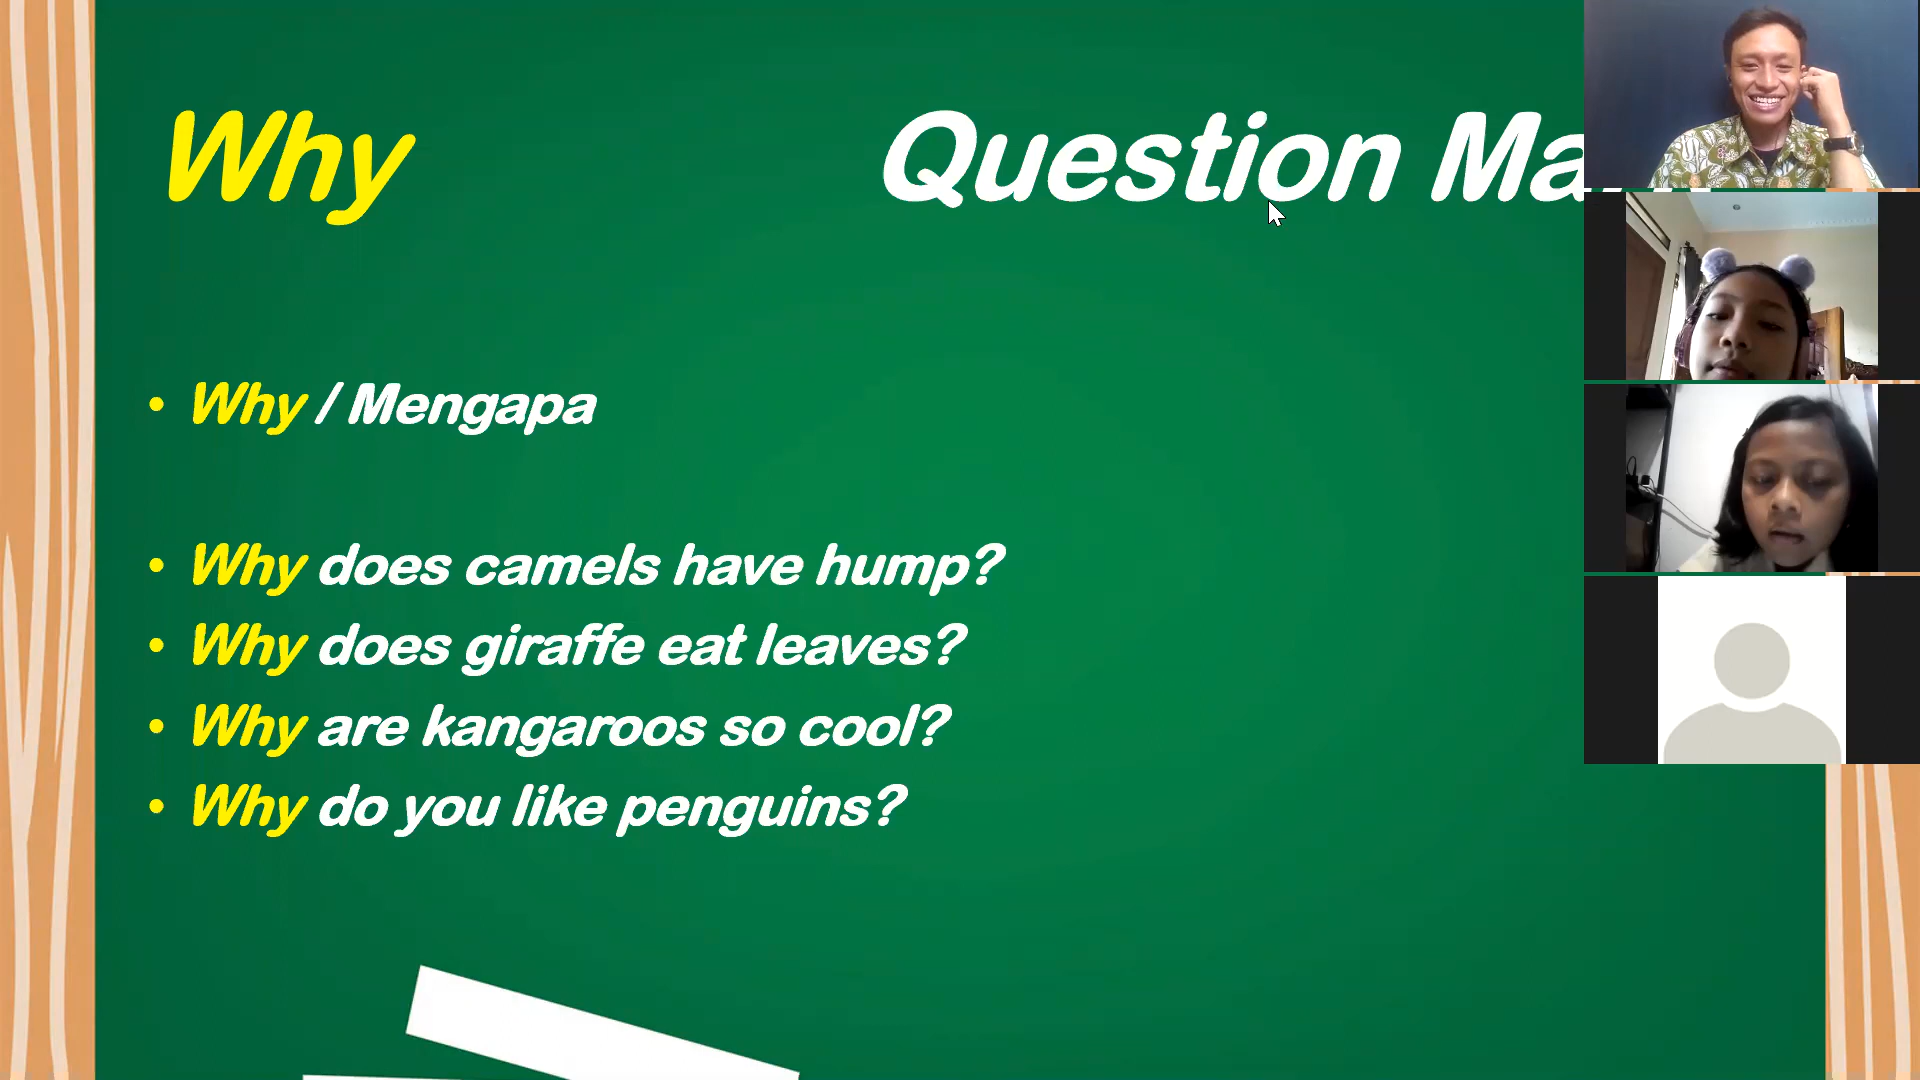 Why Question Ma
• Why / Mengapa
• Why does camels have hump?
• Why does giraffe eat leaves?
• Why are kangaroos so cool?
• Why do you like penguins?